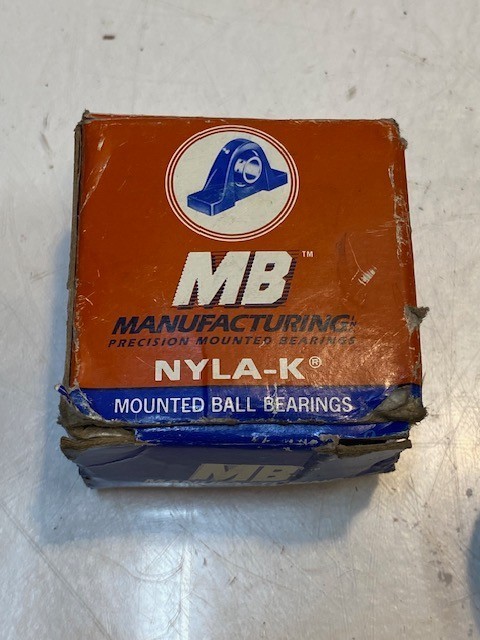 MB™
MANUFACTURING
PRECISION MOUNTED BEARINGS
NYLA-K®
MOUNTED BALL BEARINGS
MB